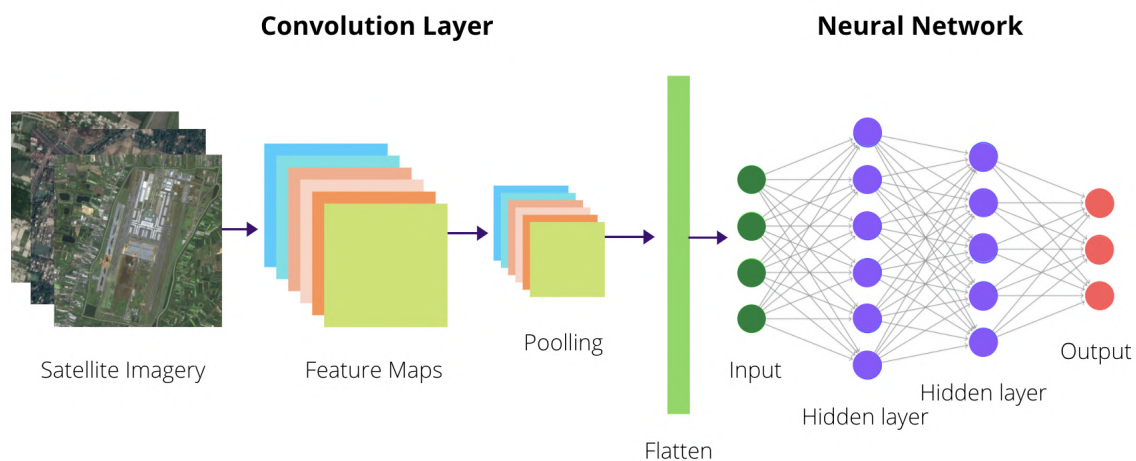 Convolution Layer
Neural Network
Satellite Imagery
Feature Maps
Poolling
Flatten
Input
Hidden layer
Hidden layer
Output